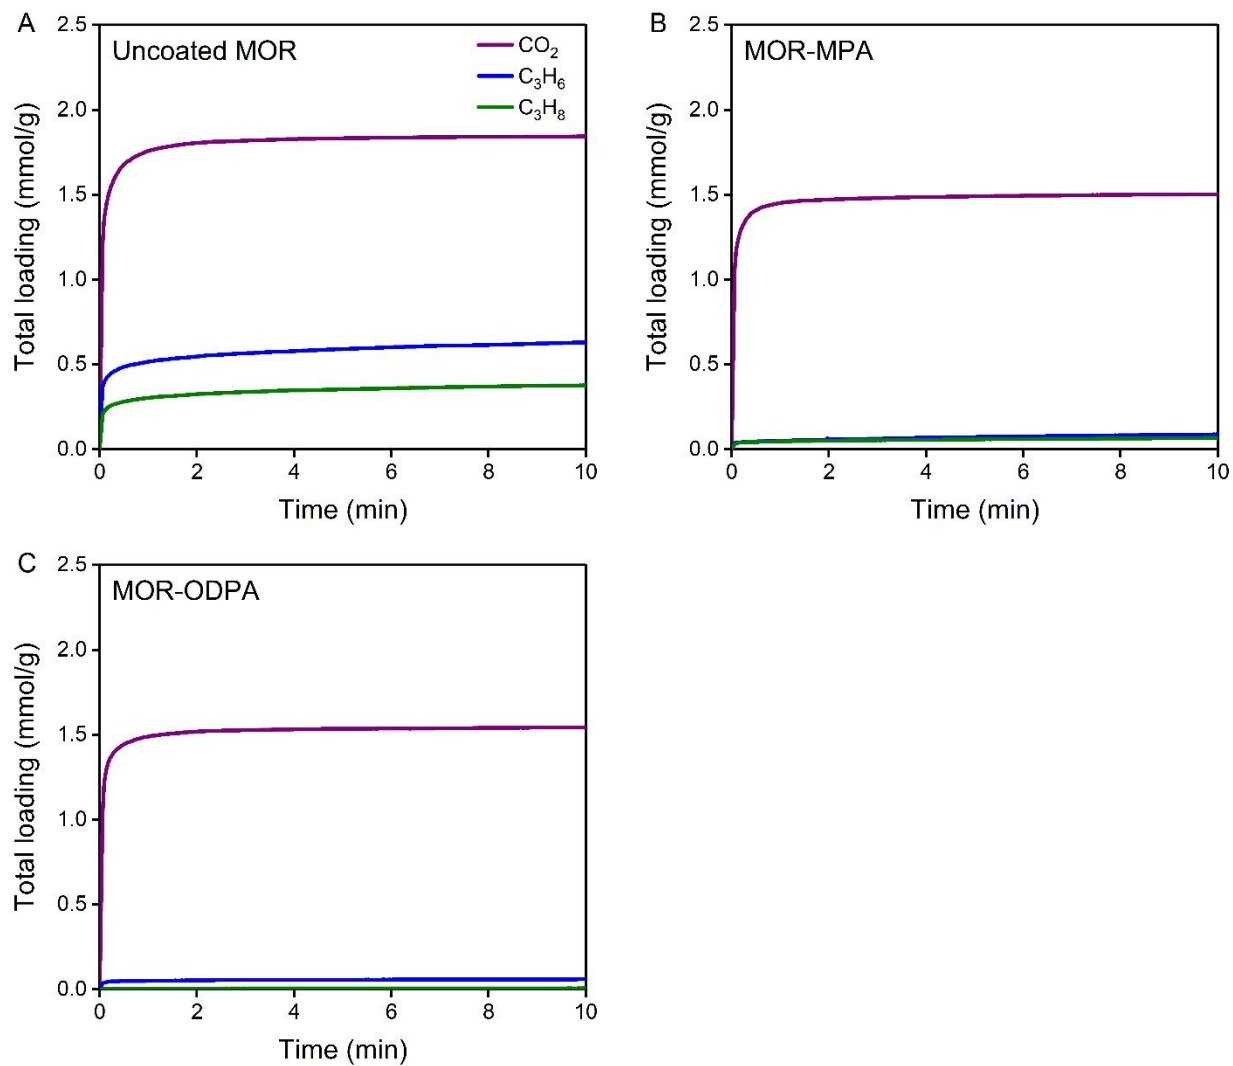 A
Uncoated MOR
CO2
C3H6
C3H8
2.5
2.0
1.5
1.0
0.5
0.0
Total loading (mmol/g)
0 2 4 6 8 10
Time (min)
B
MOR-MPA
2.5
2.0
1.5
1.0
0.5
0.0
Total loading (mmol/g)
0 2 4 6 8 10
Time (min)
C
MOR-ODPA
2.5
2.0
1.5
1.0
0.5
0.0
Total loading (mmol/g)
0 2 4 6 8 10
Time (min)